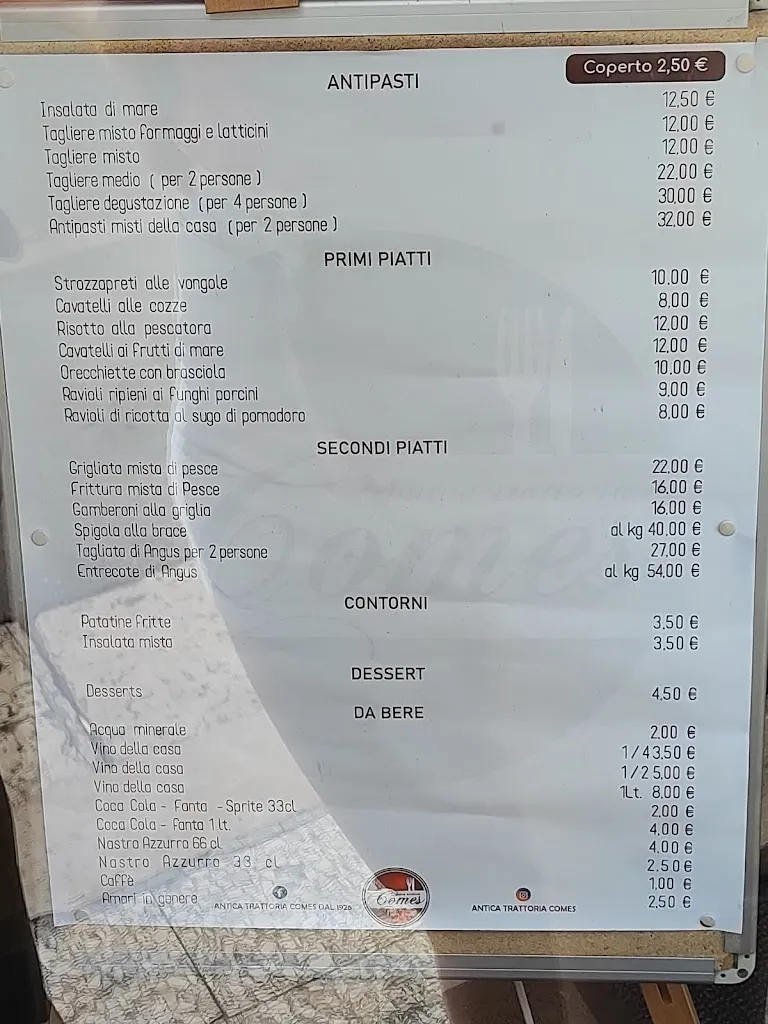 Coperto 2,50 €
ANTIPASTI
Insalata di mare 12,50 €
Tagliere misto formaggi e latticini 12,00 €
Tagliere misto 12,00 €
Tagliere medio ( per 2 persone ) 22,00 €
Tagliere degustazione (per 4 persone ) 30,00 €
Antipasti misti della casa (per 2 persone ) 32,00 €
PRIMI PIATTI
Strozzapreti alle vongole 10,00 €
Cavatelli alle cozze 8,00 €
Risotto alla pescatora 12,00 €
Cavatelli ai frutti di mare 12,00 €
Orecchiette con brasciola 10,00 €
Ravioli ripieni ai funghi porcini 9,00 €
Ravioli di ricotta al sugo di pomodoro 8,00 €
SECONDI PIATTI
Grigliata mista di pesce 22,00 €
Frittura mista di Pesce 16,00 €
Gamberoni alla griglia 16,00 €
Spigola alla brace al kg 40,00 €
Tagliata di Angus per 2 persone 27,00 €
Entrecote di Angus al kg 54,00 €
CONTORNI
Patatine fritte 3,50 €
Insalata mista 3,50 €
DESSERT
Desserts 4,50 €
DA BERE
Acqua minerale 2,00 €
Vino della casa 1/4 3,50 €
Vino della casa 1/2 5,00 €
Vino della casa 1Lt. 8,00 €
Coca Cola - Fanta - Sprite 33cl 2,00 €
Coca Cola - Fanta 1 lt. 4,00 €
Nastro Azzurro 66 cl 4,00 €
Nastro Azzurro 33 cl 2,50 €
Caffè 1,00 €
Amari in genere 2,50 €
ANTICA TRATTORIA COMES DAL 1926
Comes
ANTICA TRATTORIA COMES